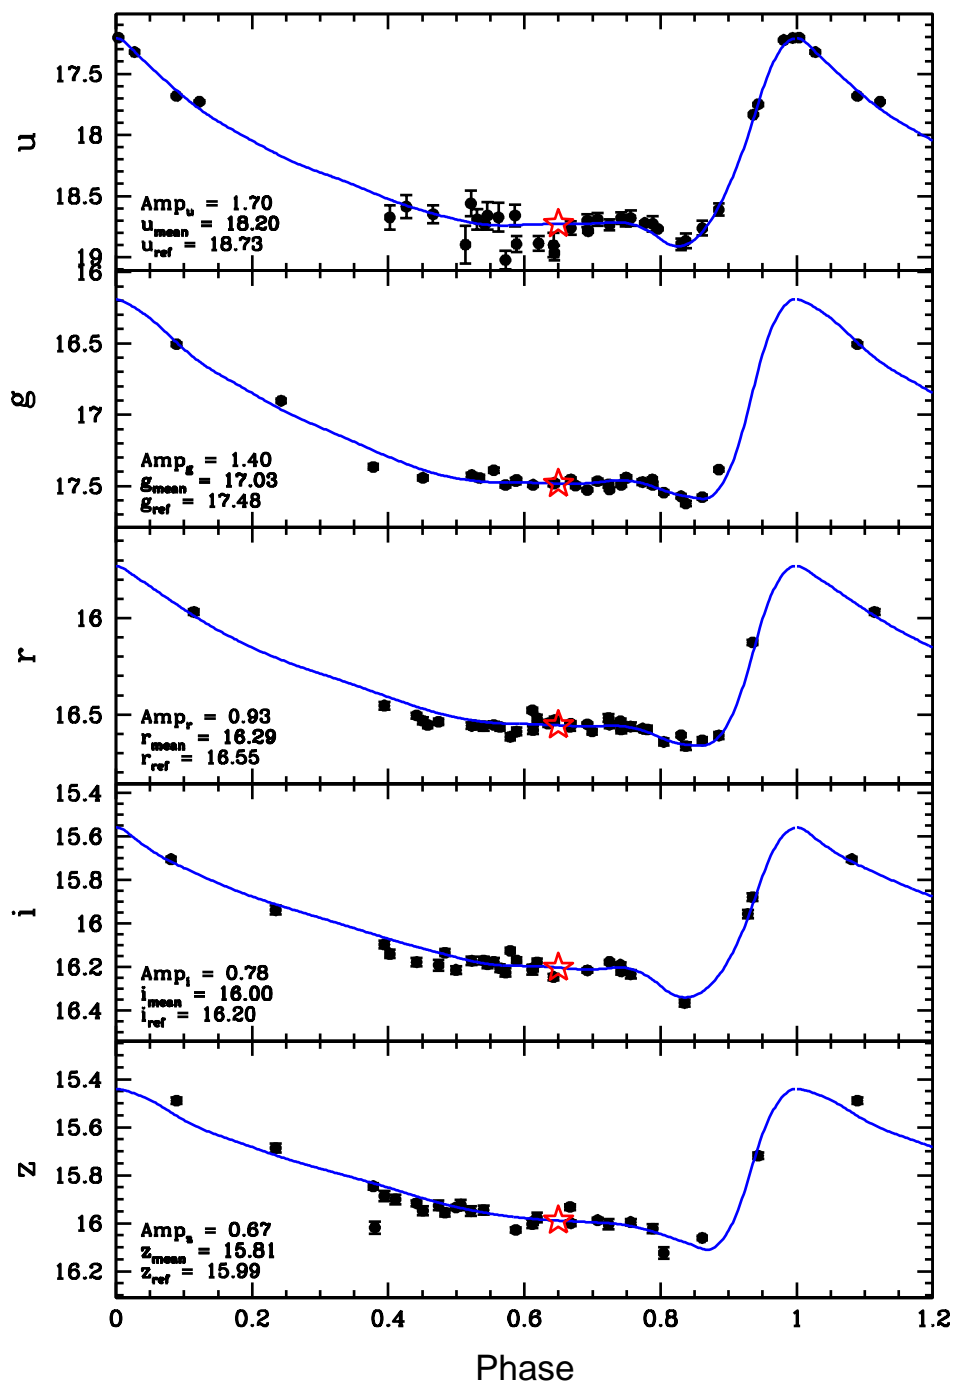 17.5
18
18.5
19
u
Amp_u = 1.70
u_mean = 18.20
u_ref = 18.73
16
16.5
17
17.5
g
Amp_g = 1.40
g_mean = 17.03
g_ref = 17.48
16
16.5
r
Amp_r = 0.93
r_mean = 16.29
r_ref = 16.55
15.4
15.6
15.8
16
16.2
16.4
i
Amp_i = 0.78
i_mean = 16.00
i_ref = 16.20
15.4
15.6
15.8
16
16.2
z
Amp_z = 0.67
z_mean = 15.81
z_ref = 15.99
0 0.2 0.4 0.6 0.8 1 1.2
Phase